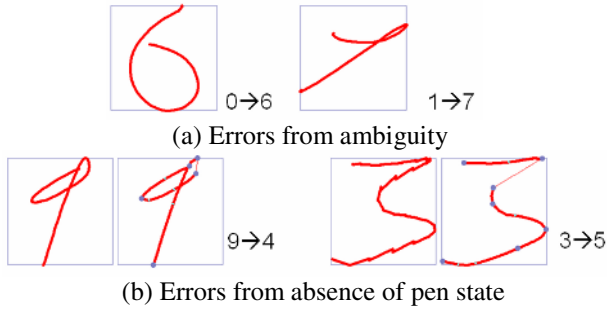 0→6 1→7
(a) Errors from ambiguity
9→4 3→5
(b) Errors from absence of pen state